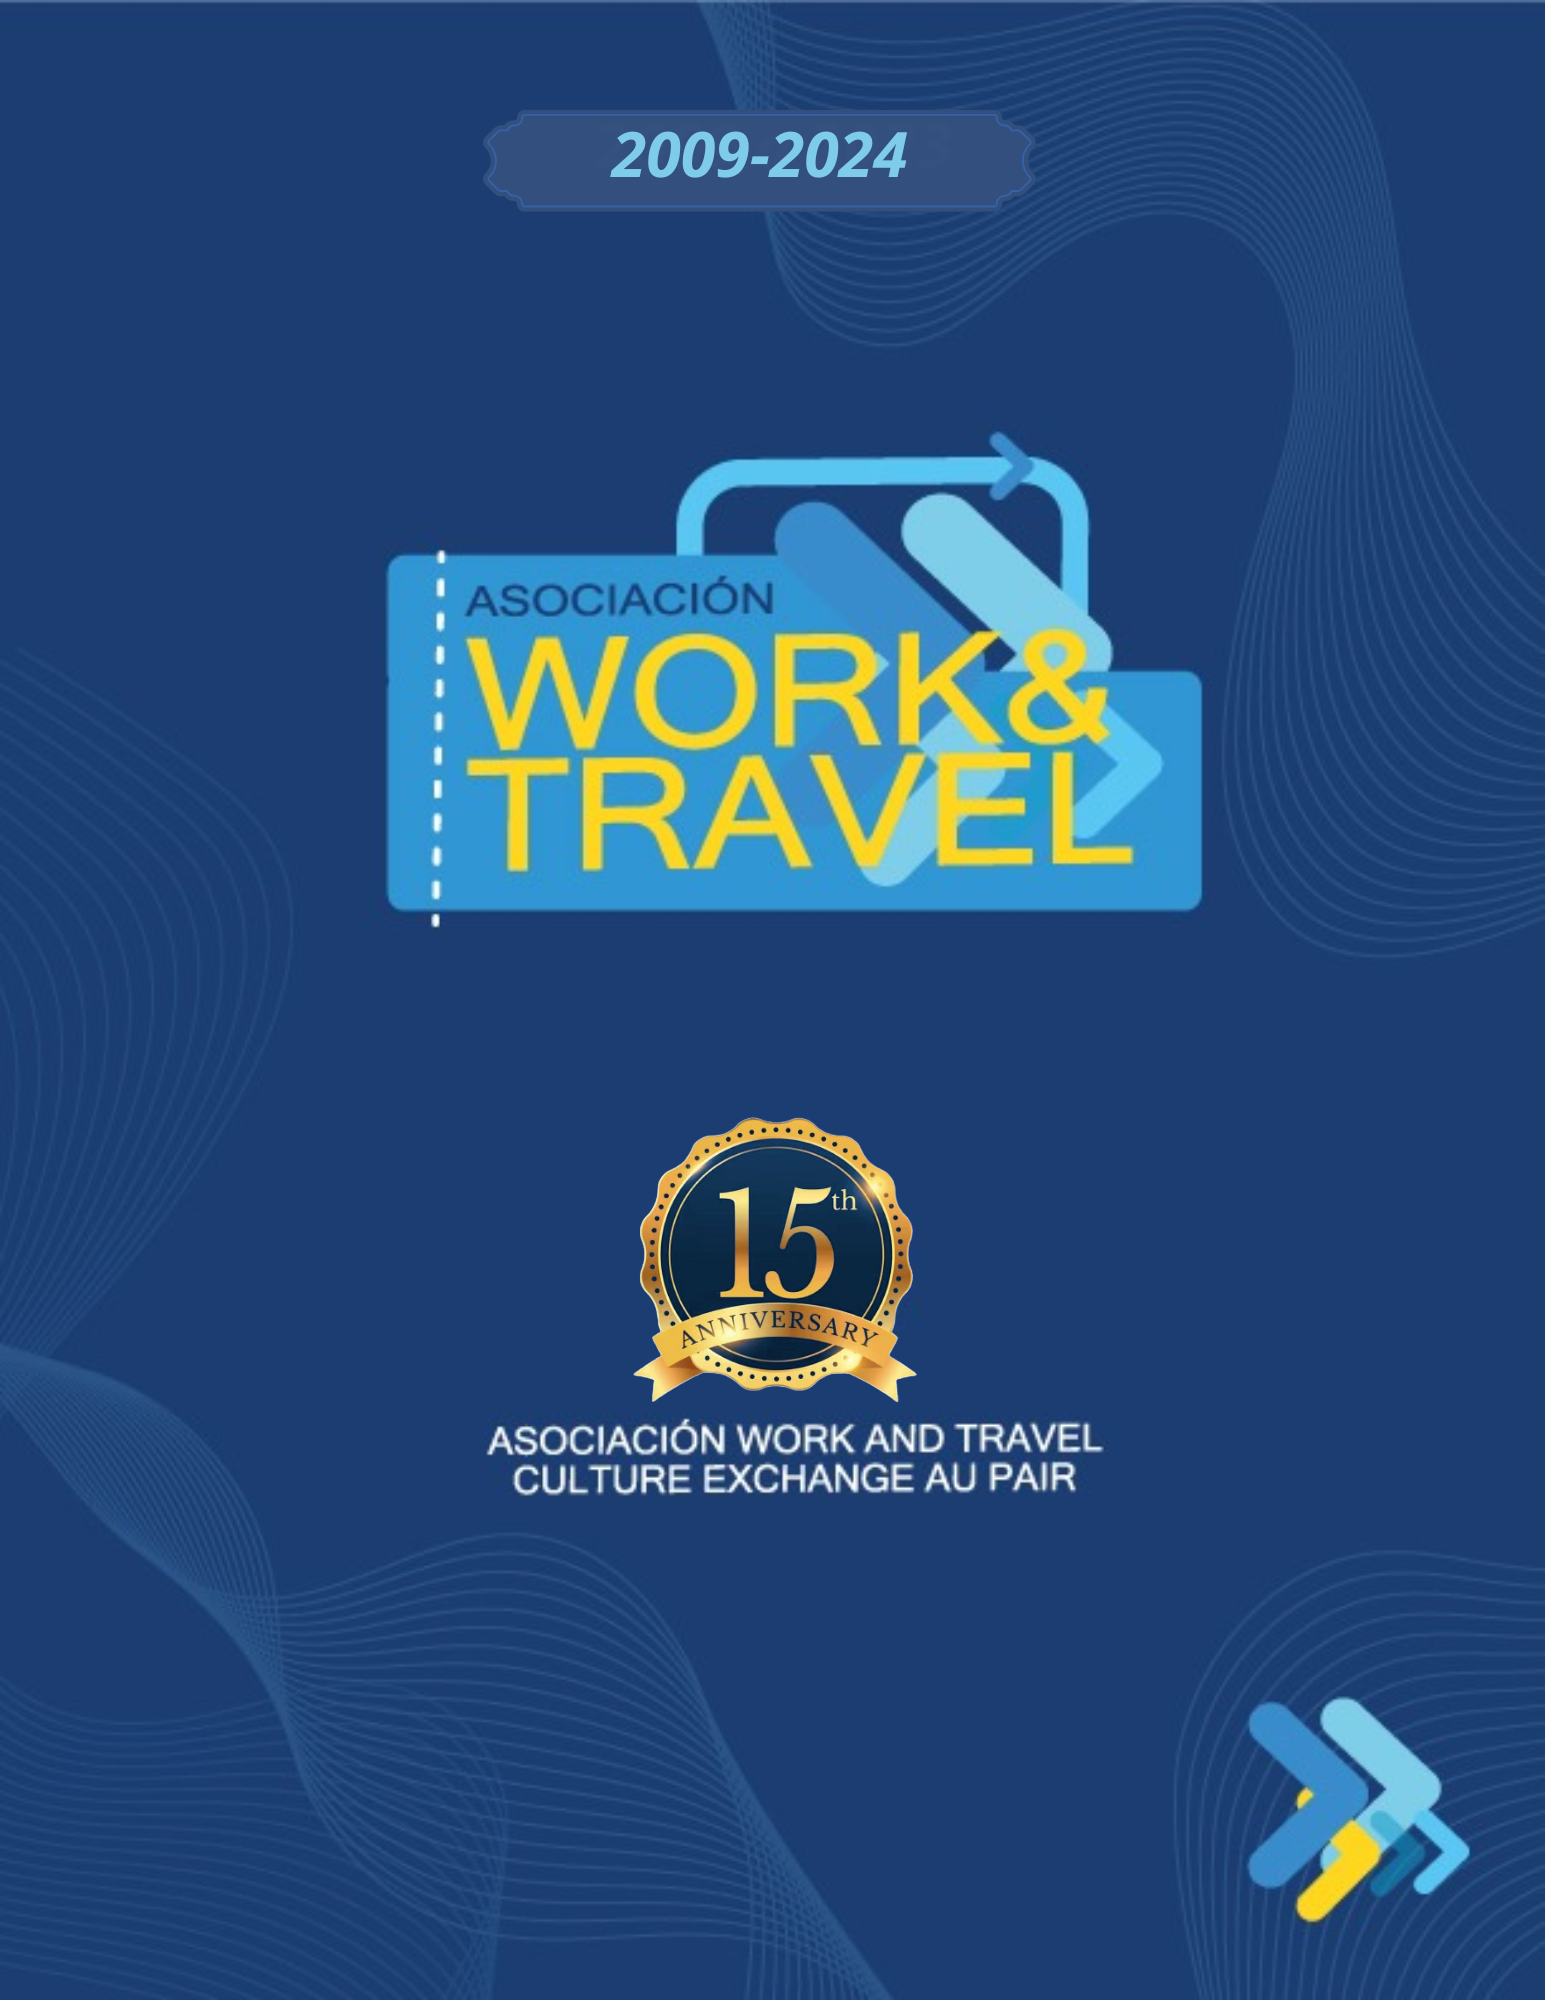 2009-2024
ASOCIACIÓN
WORK&
TRAVEL
15th
ANNIVERSARY
ASOCIACIÓN WORK AND TRAVEL
CULTURE EXCHANGE AU PAIR